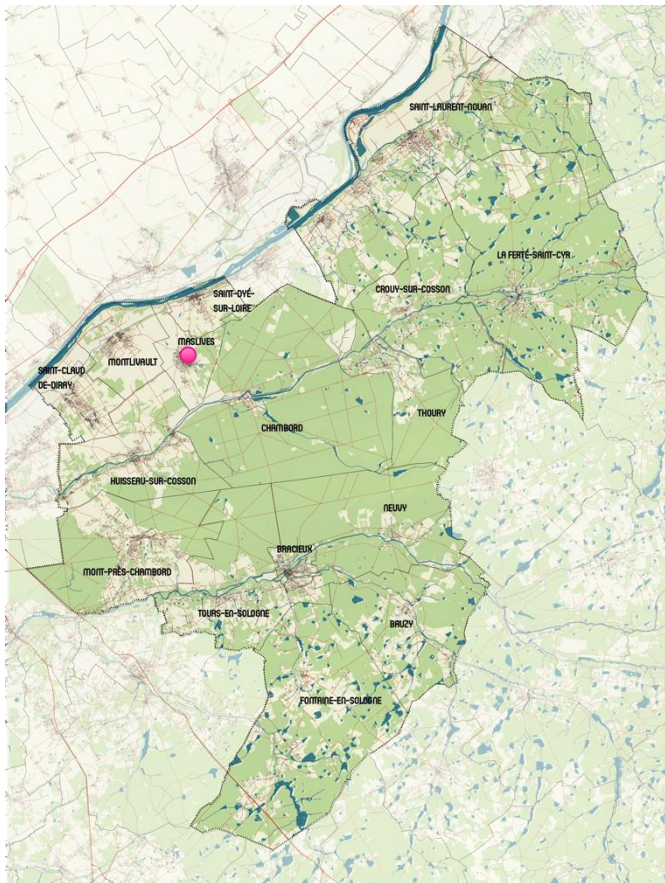 SAINT-LAURENT-NOUAN
LA FERTÉ-SAINT-CYR
CROUY-SUR-COSSON
SAINT-DYÉ-
SUR-LOIRE
MASLIVES
MONTLIVAULT
SAINT-CLAUD
DE-DIRAY
THOURY
CHAMBORD
HUISSEAU-SUR-COSSON
NEUVY
BRACIEUX
MONT-PRÈS-CHAMBORD
TOURS-EN-SOLOGNE
BAUZY
FONTAINE-EN-SOLOGNE